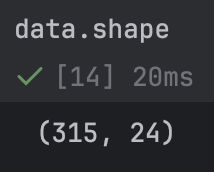 data.shape
[14] 20ms
(315, 24)